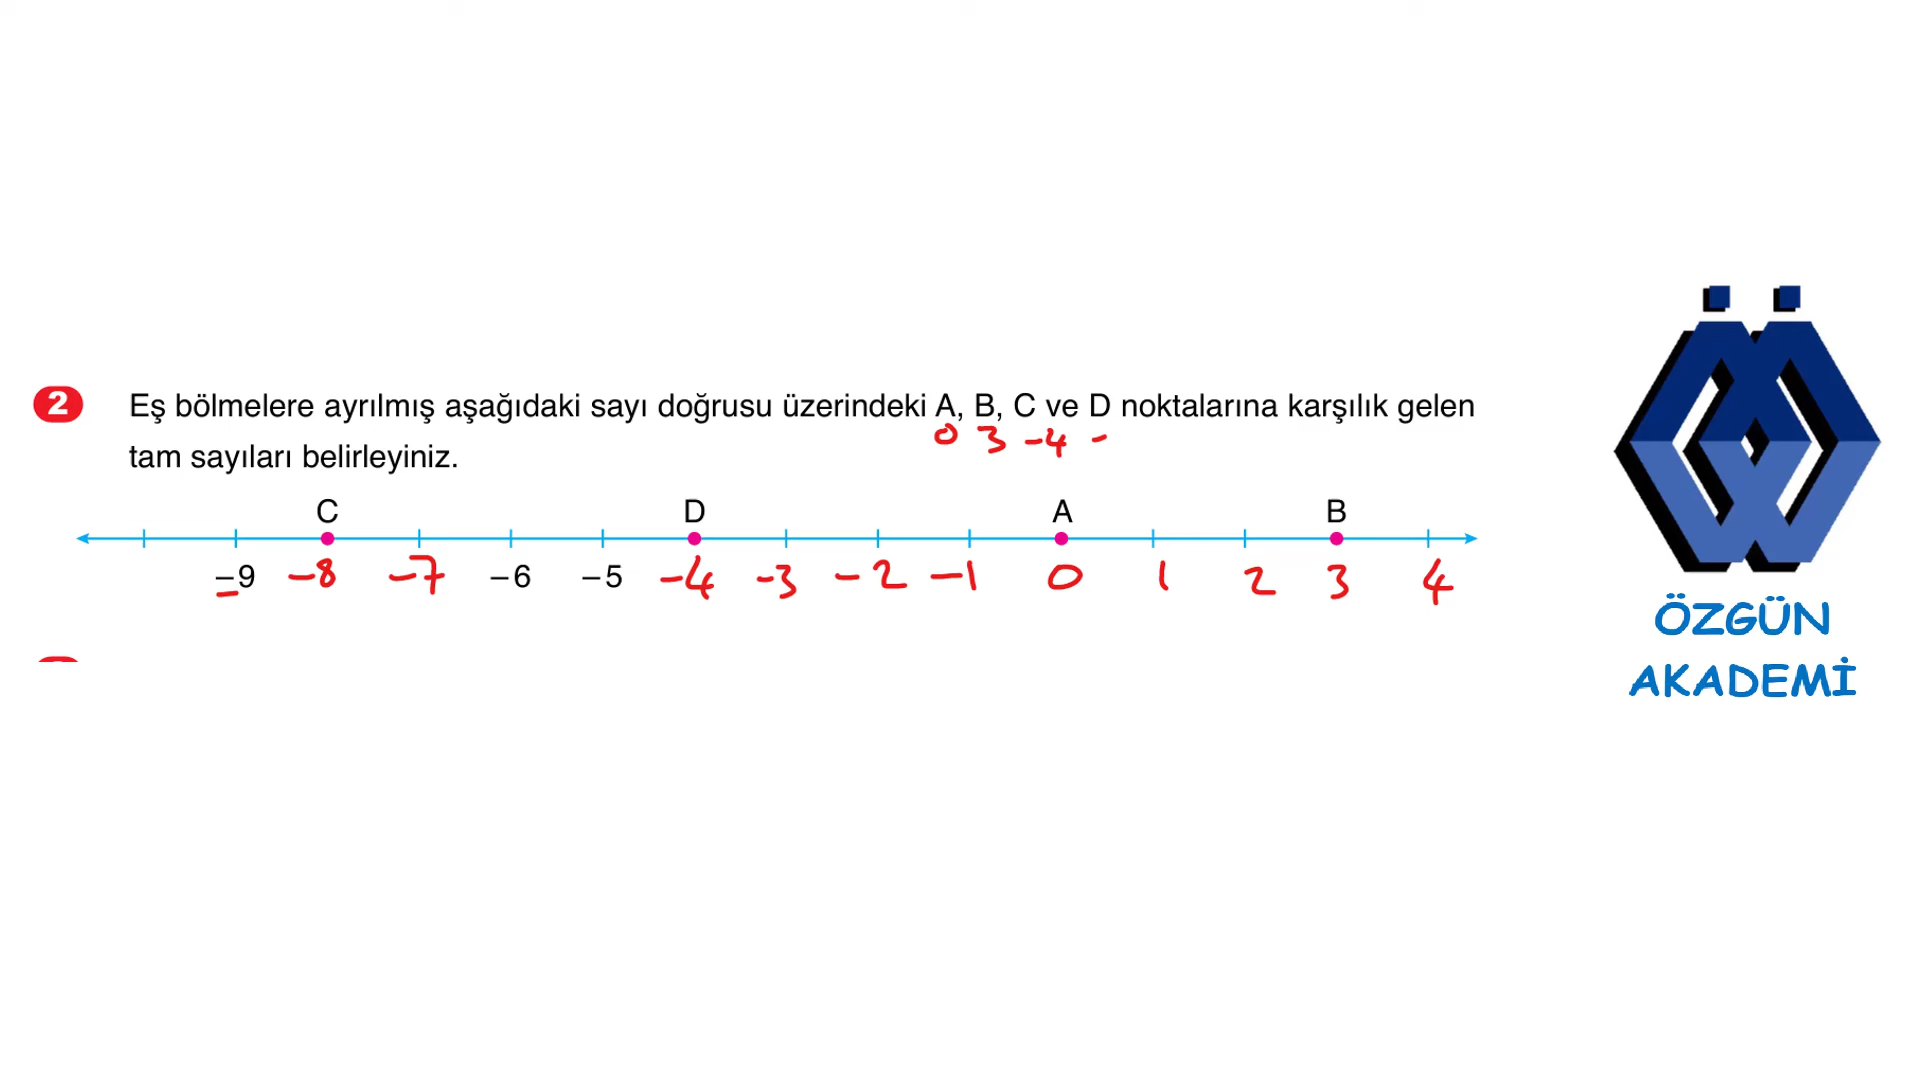 2 Eş bölmelere ayrılmış aşağıdaki sayı doğrusu üzerindeki A, B, C ve D noktalarına karşılık gelen
0 3 -4 -
tam sayıları belirleyiniz.
C D A B
-9 -8 -7 -6 -5 -4 -3 -2 -1 0 1 2 3 4
ÖZGÜN
AKADEMİ